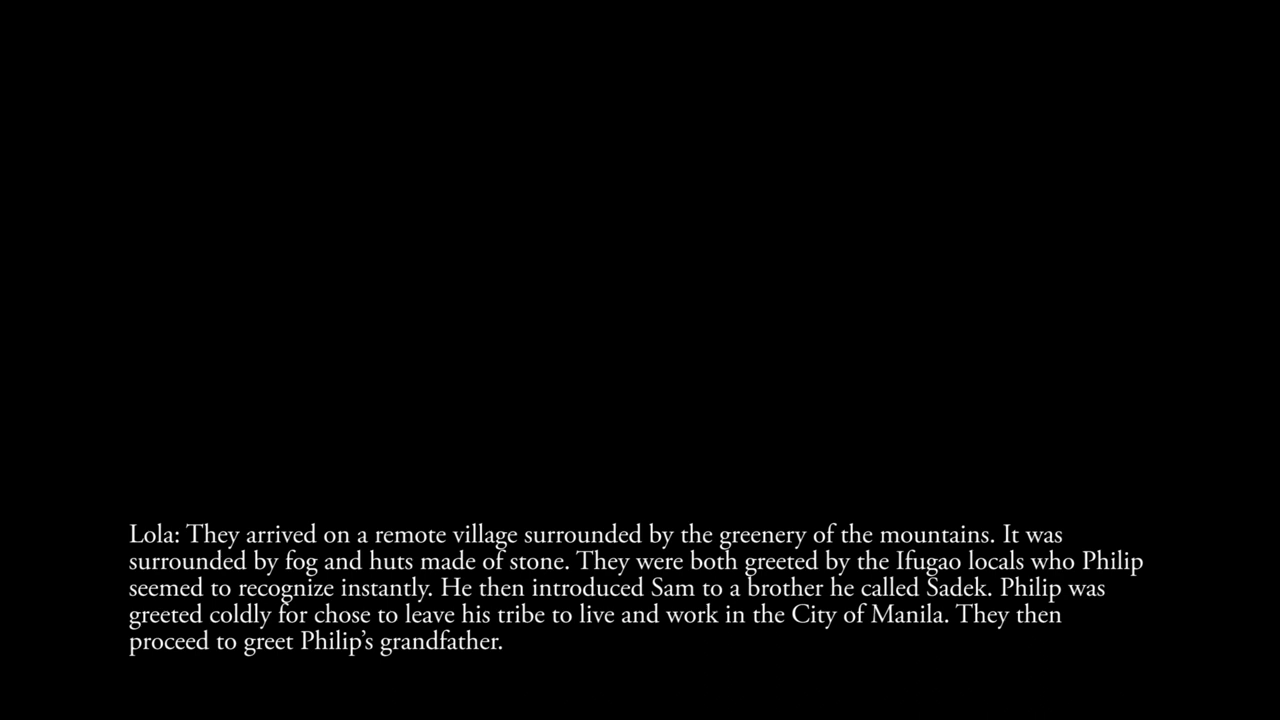 Lola: They arrived on a remote village surrounded by the greenery of the mountains. It was
surrounded by fog and huts made of stone. They were both greeted by the Ifugao locals who Philip
seemed to recognize instantly. He then introduced Sam to a brother he called Sadek. Philip was
greeted coldly for chose to leave his tribe to live and work in the City of Manila. They then
proceed to greet Philip’s grandfather.